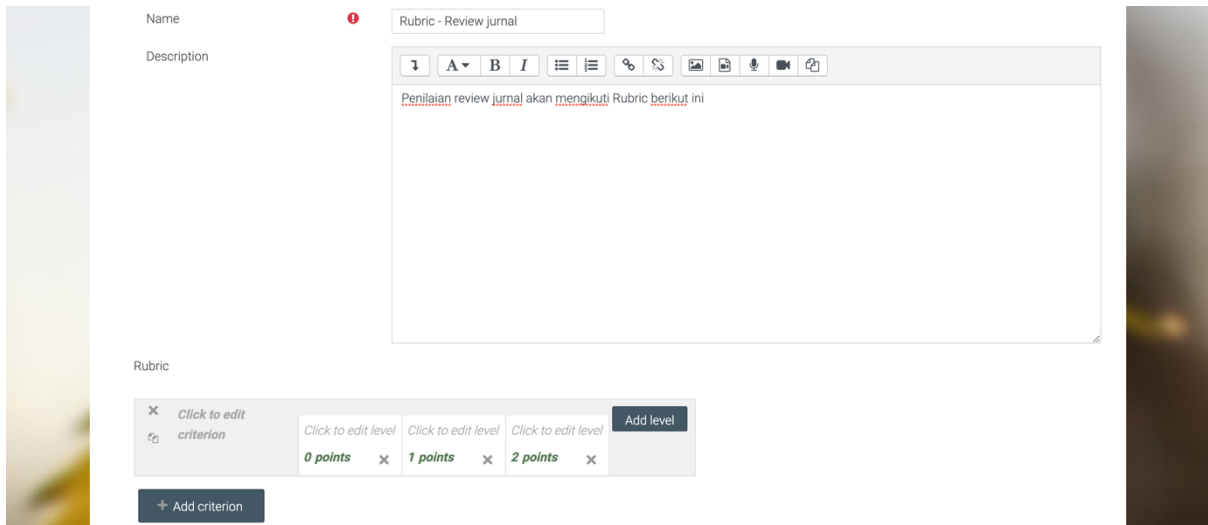 Name
Rubric - Review jurnal
Description
A B I
Penilaian review jurnal akan mengikuti Rubric berikut ini
Rubric
Click to edit
criterion
Click to edit level Click to edit level Click to edit level
Add level
0 points 1 points 2 points
+ Add criterion